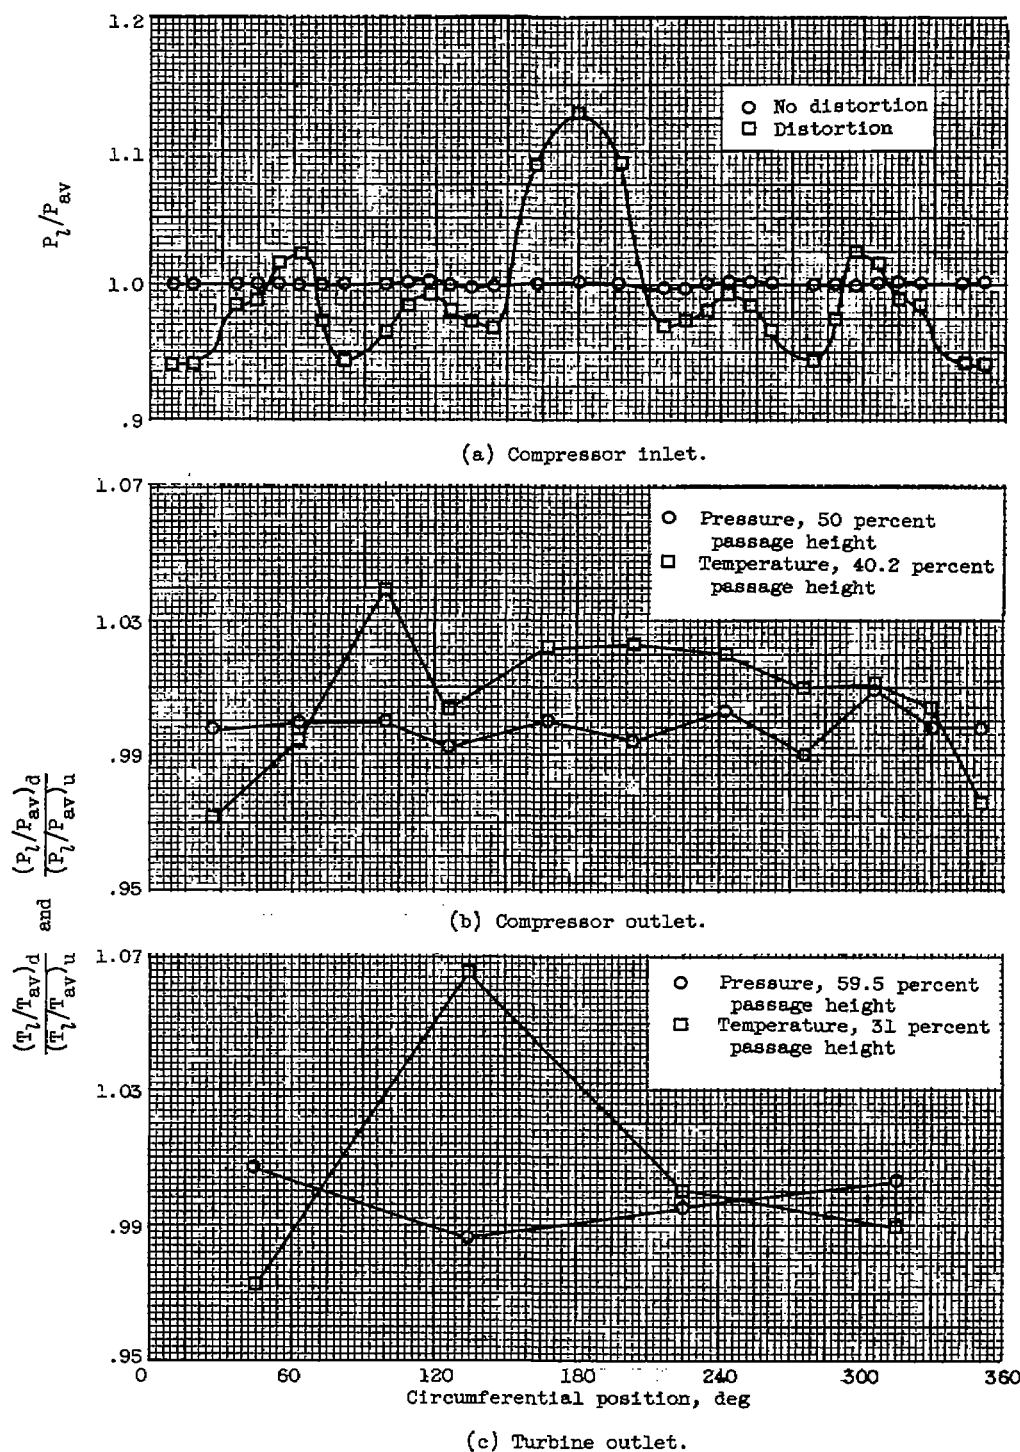 1.2
○ No distortion
□ Distortion
1.1
P_l/P_av
1.0
.9
(a) Compressor inlet.
1.07
○ Pressure, 50 percent
passage height
□ Temperature, 40.2 percent
passage height
1.03
.99
.95
(b) Compressor outlet.
(T_l/T_av)_d / (T_l/T_av)_u and (P_l/P_av)_d / (P_l/P_av)_u
1.07
○ Pressure, 59.5 percent
passage height
□ Temperature, 31 percent
passage height
1.03
.99
.95
0 60 120 180 240 300 360
Circumferential position, deg
(c) Turbine outlet.